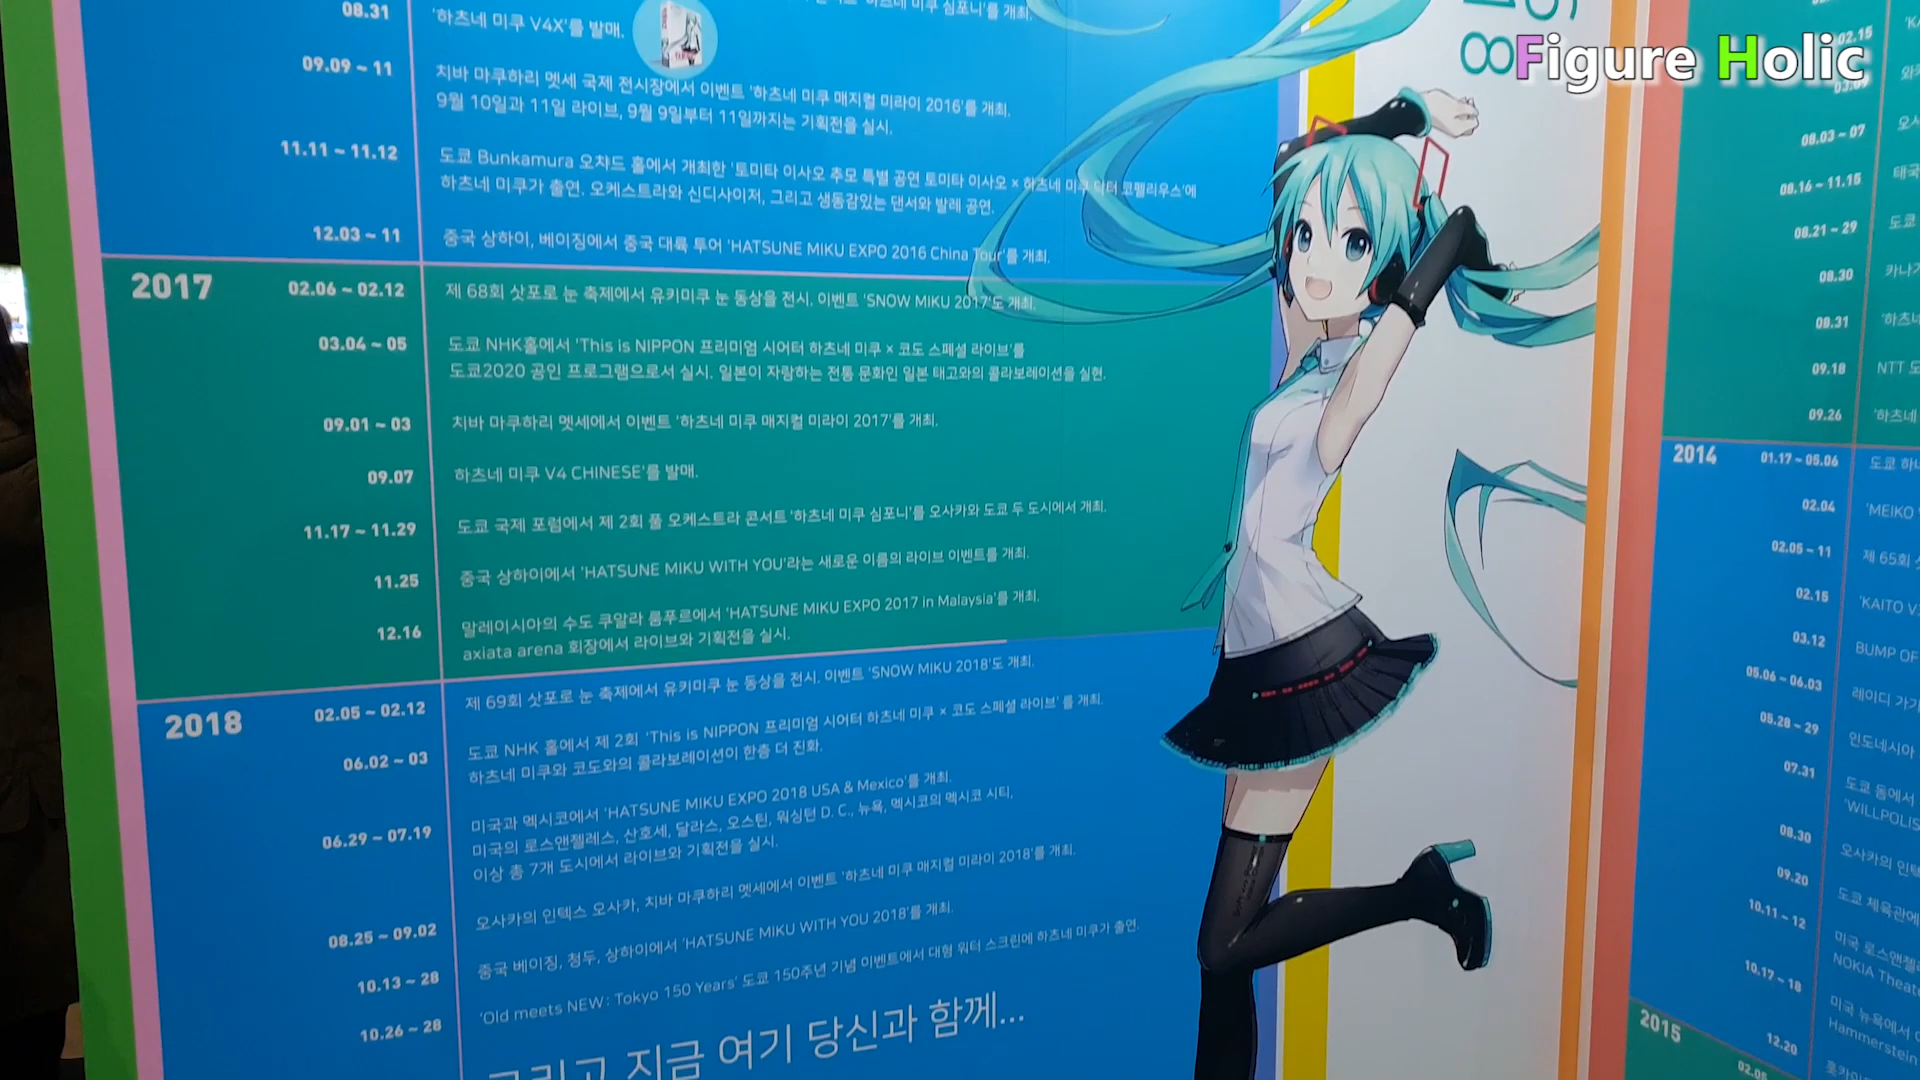 08.31 '하츠네 미쿠 V4X'를 발매.
09.09 ~ 11 치바 마쿠하리 멧세 국제 전시장에서 이벤트 '하츠네 미쿠 매지컬 미라이 2016'를 개최.
9월 10일과 11일 라이브, 9월 9일부터 11일까지는 기획전을 실시.
11.11 ~ 11.12 도쿄 Bunkamura 오챠드 홀에서 개최한 '토미타 이사오 추모 특별 공연 토미타 이사오 × 하츠네 미쿠 닥터 코펠리우스'에
하츠네 미쿠가 출연. 오케스트라와 신디사이저, 그리고 생동감있는 댄서와 발레 공연.
12.03 ~ 11 중국 상하이, 베이징에서 중국 대륙 투어 'HATSUNE MIKU EXPO 2016 China Tour'를 개최.
2017 02.06 ~ 02.12 제 68회 삿포로 눈 축제에서 유키미쿠 눈 동상을 전시. 이벤트 'SNOW MIKU 2017'도 개최.
03.04 ~ 05 도쿄 NHK홀에서 'This is NIPPON 프리미엄 시어터 하츠네 미쿠 × 코도 스페셜 라이브'를
도쿄2020 공인 프로그램으로서 실시. 일본이 자랑하는 전통 문화인 일본 태고와의 콜라보레이션을 실현.
09.01 ~ 03 치바 마쿠하리 멧세에서 이벤트 '하츠네 미쿠 매지컬 미라이 2017'를 개최.
09.07 하츠네 미쿠 V4 CHINESE'를 발매.
11.17 ~ 11.29 도쿄 국제 포럼에서 제 2회 풀 오케스트라 콘서트 '하츠네 미쿠 심포니'를 오사카와 도쿄 두 도시에서 개최.
11.25 중국 상하이에서 'HATSUNE MIKU WITH YOU'라는 새로운 이름의 라이브 이벤트를 개최.
12.16 말레이시아의 수도 쿠알라 룸푸르에서 'HATSUNE MIKU EXPO 2017 in Malaysia'를 개최.
axiata arena 회장에서 라이브와 기획전을 실시.
2018 02.05 ~ 02.12 제 69회 삿포로 눈 축제에서 유키미쿠 눈 동상을 전시. 이벤트 'SNOW MIKU 2018'도 개최.
06.02 ~ 03 도쿄 NHK 홀에서 제 2회 'This is NIPPON 프리미엄 시어터 하츠네 미쿠 × 코도 스페셜 라이브' 를 개최.
하츠네 미쿠와 코도와의 콜라보레이션이 한층 더 진화.
06.29 ~ 07.19 미국과 멕시코에서 'HATSUNE MIKU EXPO 2018 USA & Mexico'를 개최.
미국의 로스앤젤레스, 산호세, 달라스, 오스틴, 워싱턴 D. C., 뉴욕, 멕시코의 멕시코 시티,
이상 총 7개 도시에서 라이브와 기획전을 실시.
08.25 ~ 09.02 오사카의 인텍스 오사카, 치바 마쿠하리 멧세에서 이벤트 '하츠네 미쿠 매지컬 미라이 2018'를 개최.
10.13 ~ 28 중국 베이징, 청두, 상하이에서 'HATSUNE MIKU WITH YOU 2018'를 개최.
10.26 ~ 28 'Old meets NEW: Tokyo 150 Years' 도쿄 150주년 기념 이벤트에서 대형 워터 스크린에 하츠네 미쿠가 출연.
그리고 지금 여기 당신과 함께...
Figure Holic
02.15
08.03 ~ 07
08.16 ~ 11.15 태국
08.21 ~ 29 도쿄
08.30
08.31
09.18 NTT
09.26 '하츠네
2014 01.17 ~ 05.06 도쿄
02.04 'MEIKO
02.05 ~ 11 제 65회
02.15 'KAITO
03.12 BUMP OF
05.06 ~ 06.03 레이디
05.28 ~ 29 인도네시아
07.31 도쿄 돔에서
08.30 오사카의
09.20 도쿄 체육관에
10.11 ~ 12 미국
NOKIA
10.17 ~ 18 미국 뉴욕에서
Hammerstein
12.20
2015